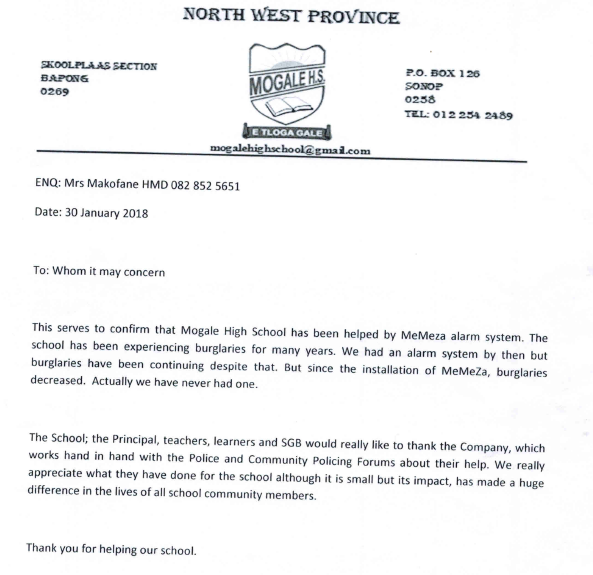 NORTH WEST PROVINCE
SKOOLPLAAS SECTION
BAPONG
0269
MOGALE H.S.
E TLOGA GALE
P.O. BOX 126
SONOP
0258
TEL: 012 254 2489
mogalehighschool@gmail.com
ENQ: Mrs Makofane HMD 082 852 5651
Date: 30 January 2018
To: Whom it may concern
This serves to confirm that Mogale High School has been helped by MeMeza alarm system. The
school has been experiencing burglaries for many years. We had an alarm system by then but
burglaries have been continuing despite that. But since the installation of MeMeZa, burglaries
decreased. Actually we have never had one.
The School; the Principal, teachers, learners and SGB would really like to thank the Company, which
works hand in hand with the Police and Community Policing Forums about their help. We really
appreciate what they have done for the school although it is small but its impact, has made a huge
difference in the lives of all school community members.
Thank you for helping our school.